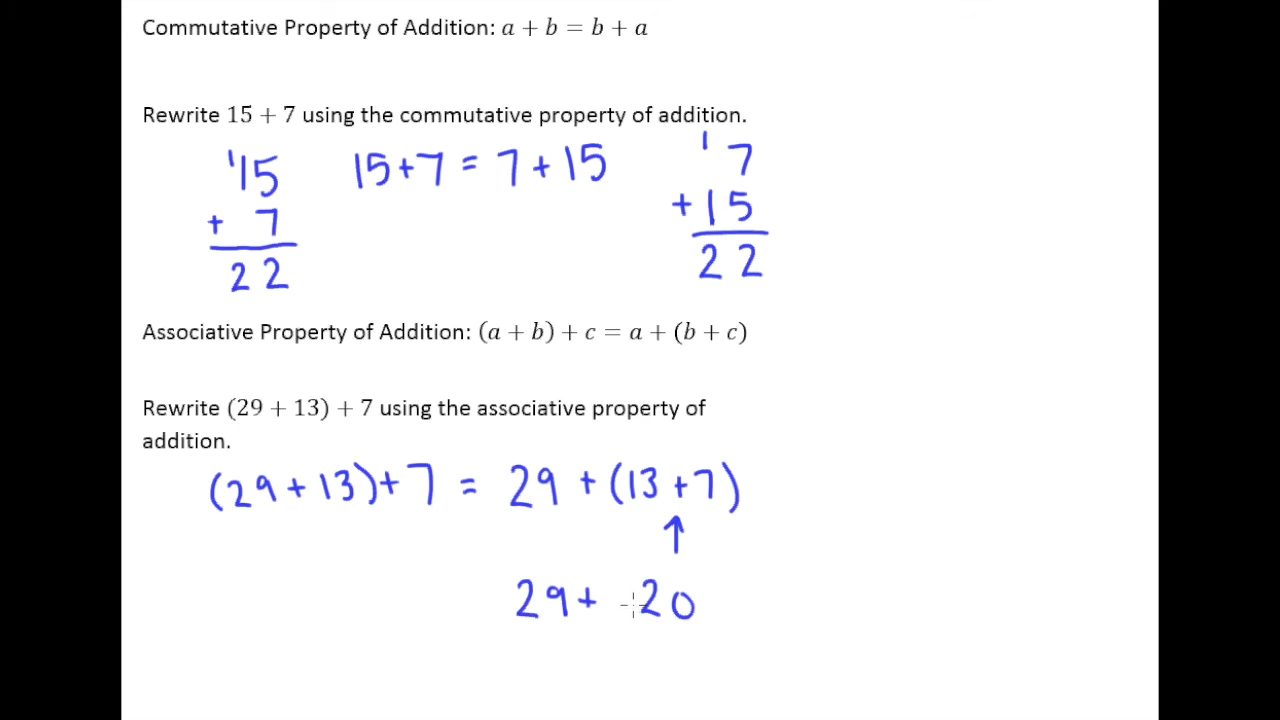 Commutative Property of Addition: a + b = b + a
Rewrite 15 + 7 using the commutative property of addition.
1
15
+ 7
22
15+7 = 7+15
1
7
+15
22
Associative Property of Addition: (a + b) + c = a + (b + c)
Rewrite (29 + 13) + 7 using the associative property of
addition.
(29+13)+7 = 29 + (13+7)
↑
29+ 20